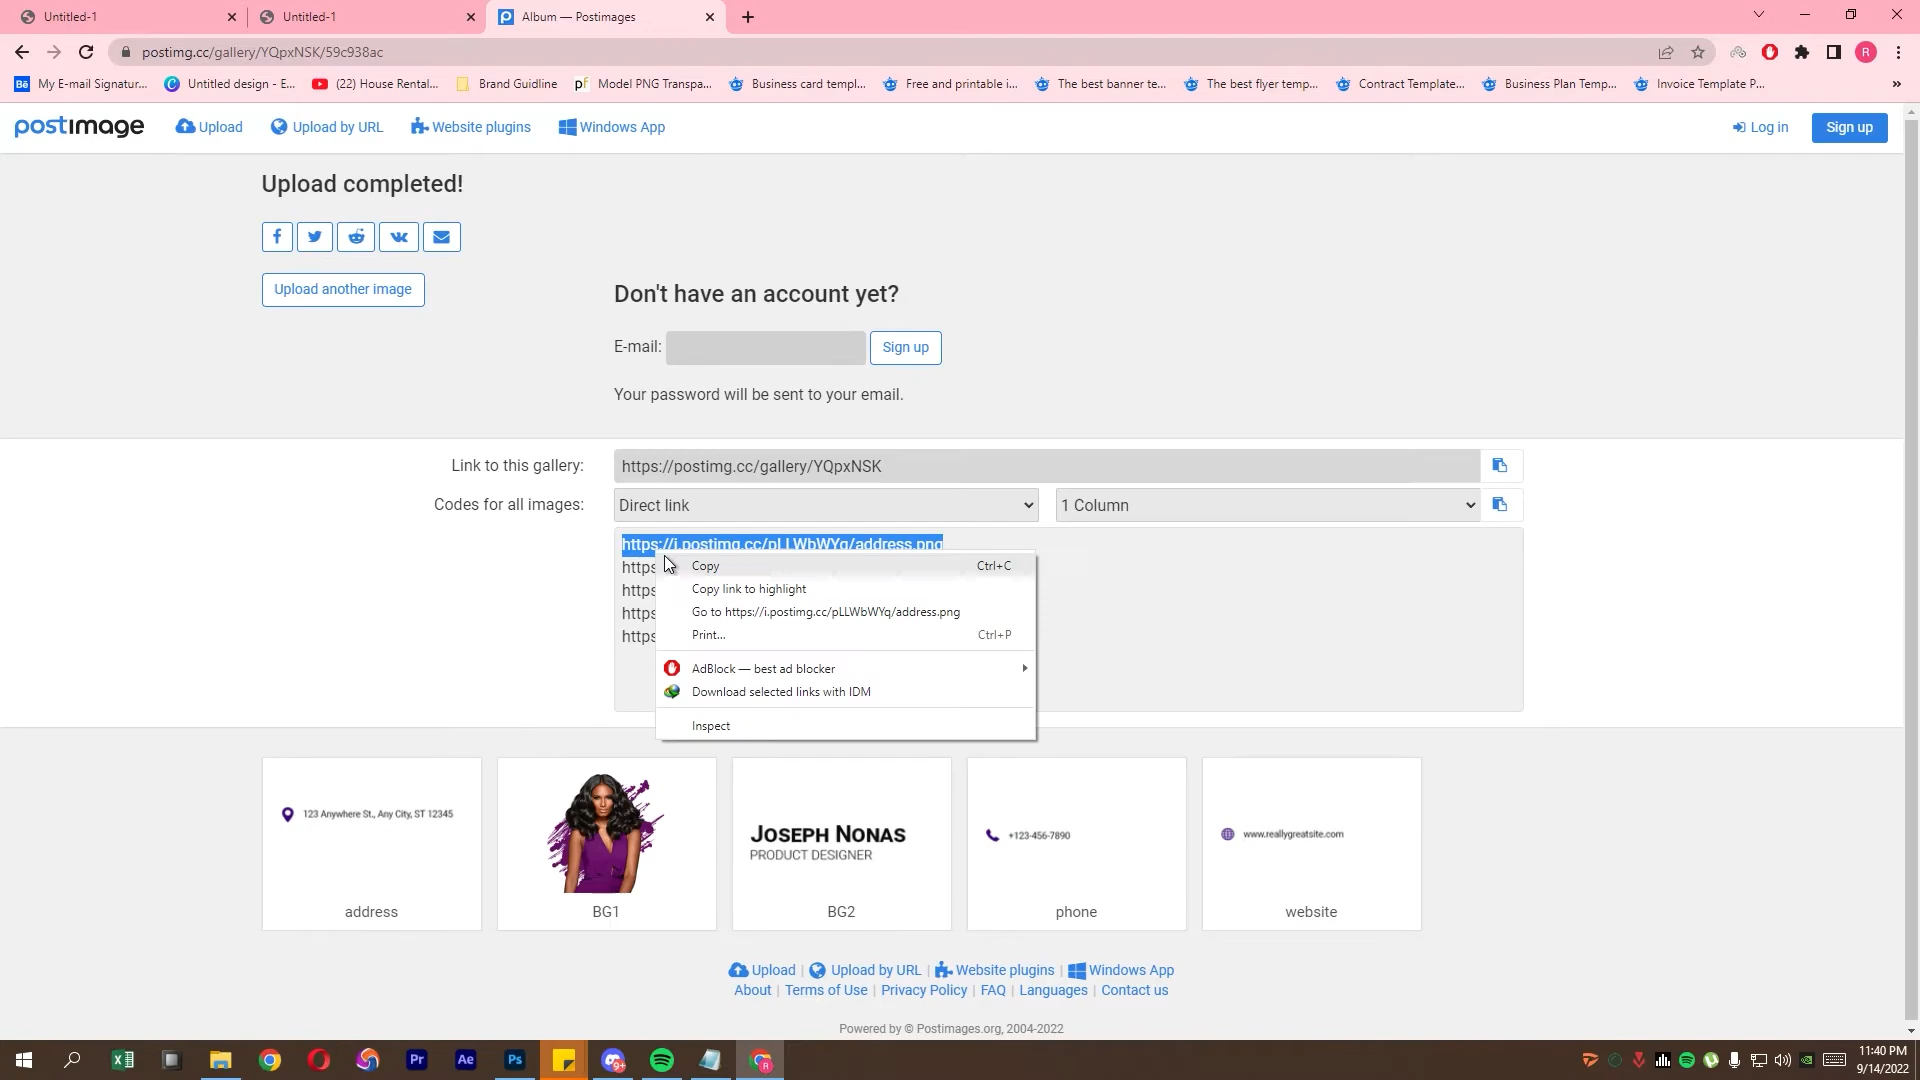 Untitled-1
Untitled-1
Album — Postimages
postimg.cc/gallery/YQpxNSK/59c938ac
R
Bē My E-mail Signatur...
Untitled design - E...
(22) House Rental...
Brand Guidline
pf Model PNG Transpa...
Business card templ...
Free and printable i...
The best banner te...
The best flyer temp...
Contract Template...
Business Plan Temp...
Invoice Template P...
»
postimage
Upload
Upload by URL
Website plugins
Windows App
Log in
Sign up
Upload completed!
Upload another image
Don't have an account yet?
E-mail:
Sign up
Your password will be sent to your email.
Link to this gallery:
https://postimg.cc/gallery/YQpxNSK
Codes for all images:
Direct link
1 Column
https://i.postimg.cc/pLLWbWYq/address.png
https
https
https
https
Copy Ctrl+C
Copy link to highlight
Go to https://i.postimg.cc/pLLWbWYq/address.png
Print... Ctrl+P
AdBlock — best ad blocker
Download selected links with IDM
Inspect
123 Anywhere St., Any City, ST 12345
address
BG1
JOSEPH NONAS
PRODUCT DESIGNER
BG2
+123-456-7890
phone
www.reallygreatsite.com
website
Upload | Upload by URL | Website plugins | Windows App
About | Terms of Use | Privacy Policy | FAQ | Languages | Contact us
Powered by © Postimages.org, 2004-2022
Pr
Ae
Ps
9+
R
11:40 PM
9/14/2022